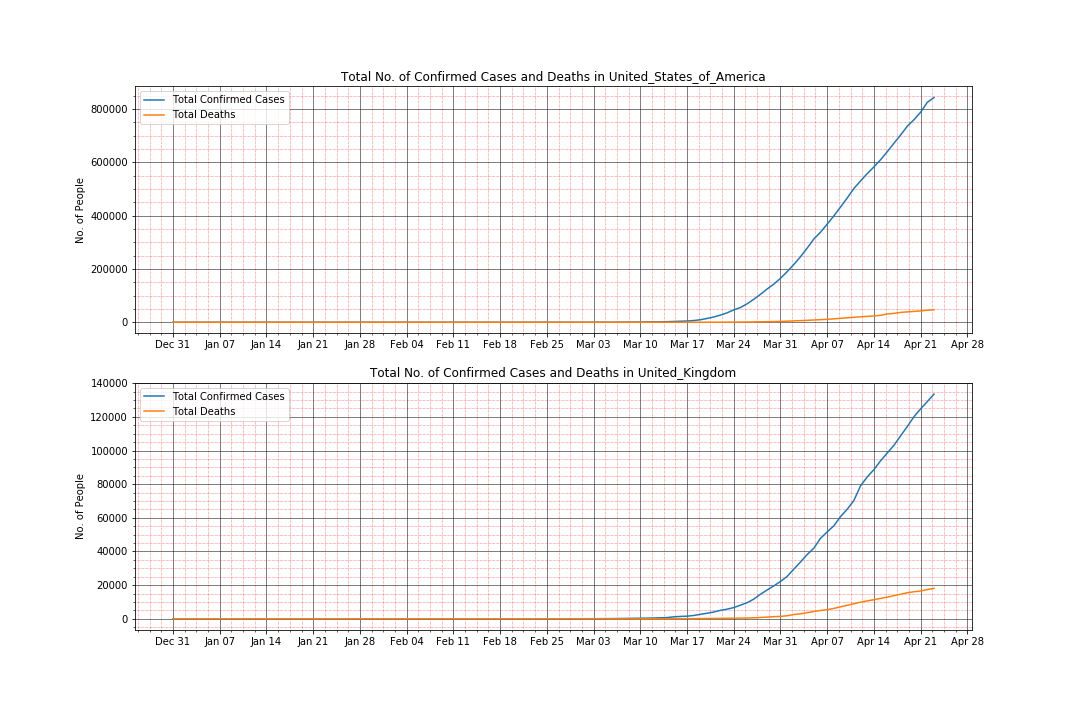 Total No. of Confirmed Cases and Deaths in United_States_of_America
Total Confirmed Cases
Total Deaths
No. of People
800000
600000
400000
200000
0
Dec 31 Jan 07 Jan 14 Jan 21 Jan 28 Feb 04 Feb 11 Feb 18 Feb 25 Mar 03 Mar 10 Mar 17 Mar 24 Mar 31 Apr 07 Apr 14 Apr 21 Apr 28
Total No. of Confirmed Cases and Deaths in United_Kingdom
Total Confirmed Cases
Total Deaths
No. of People
140000
120000
100000
80000
60000
40000
20000
0
Dec 31 Jan 07 Jan 14 Jan 21 Jan 28 Feb 04 Feb 11 Feb 18 Feb 25 Mar 03 Mar 10 Mar 17 Mar 24 Mar 31 Apr 07 Apr 14 Apr 21 Apr 28